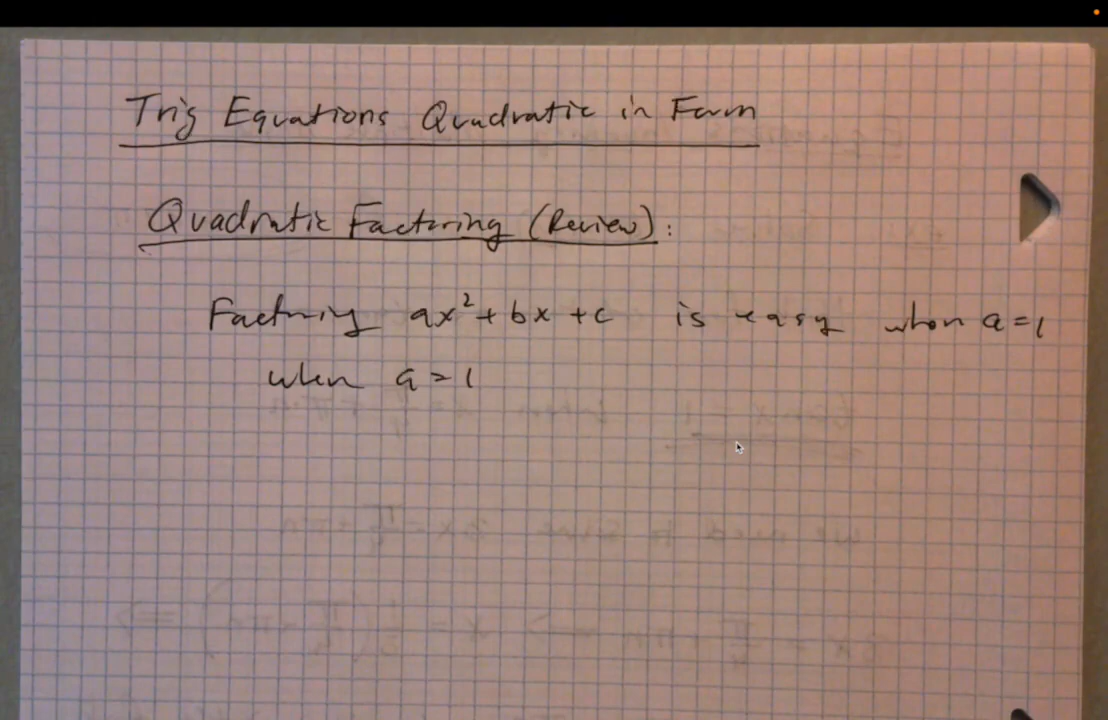 Trig Equations Quadratic in Form
Quadratic Factoring (Review):
Factoring ax² + bx + c is easy when a = 1
when a = 1